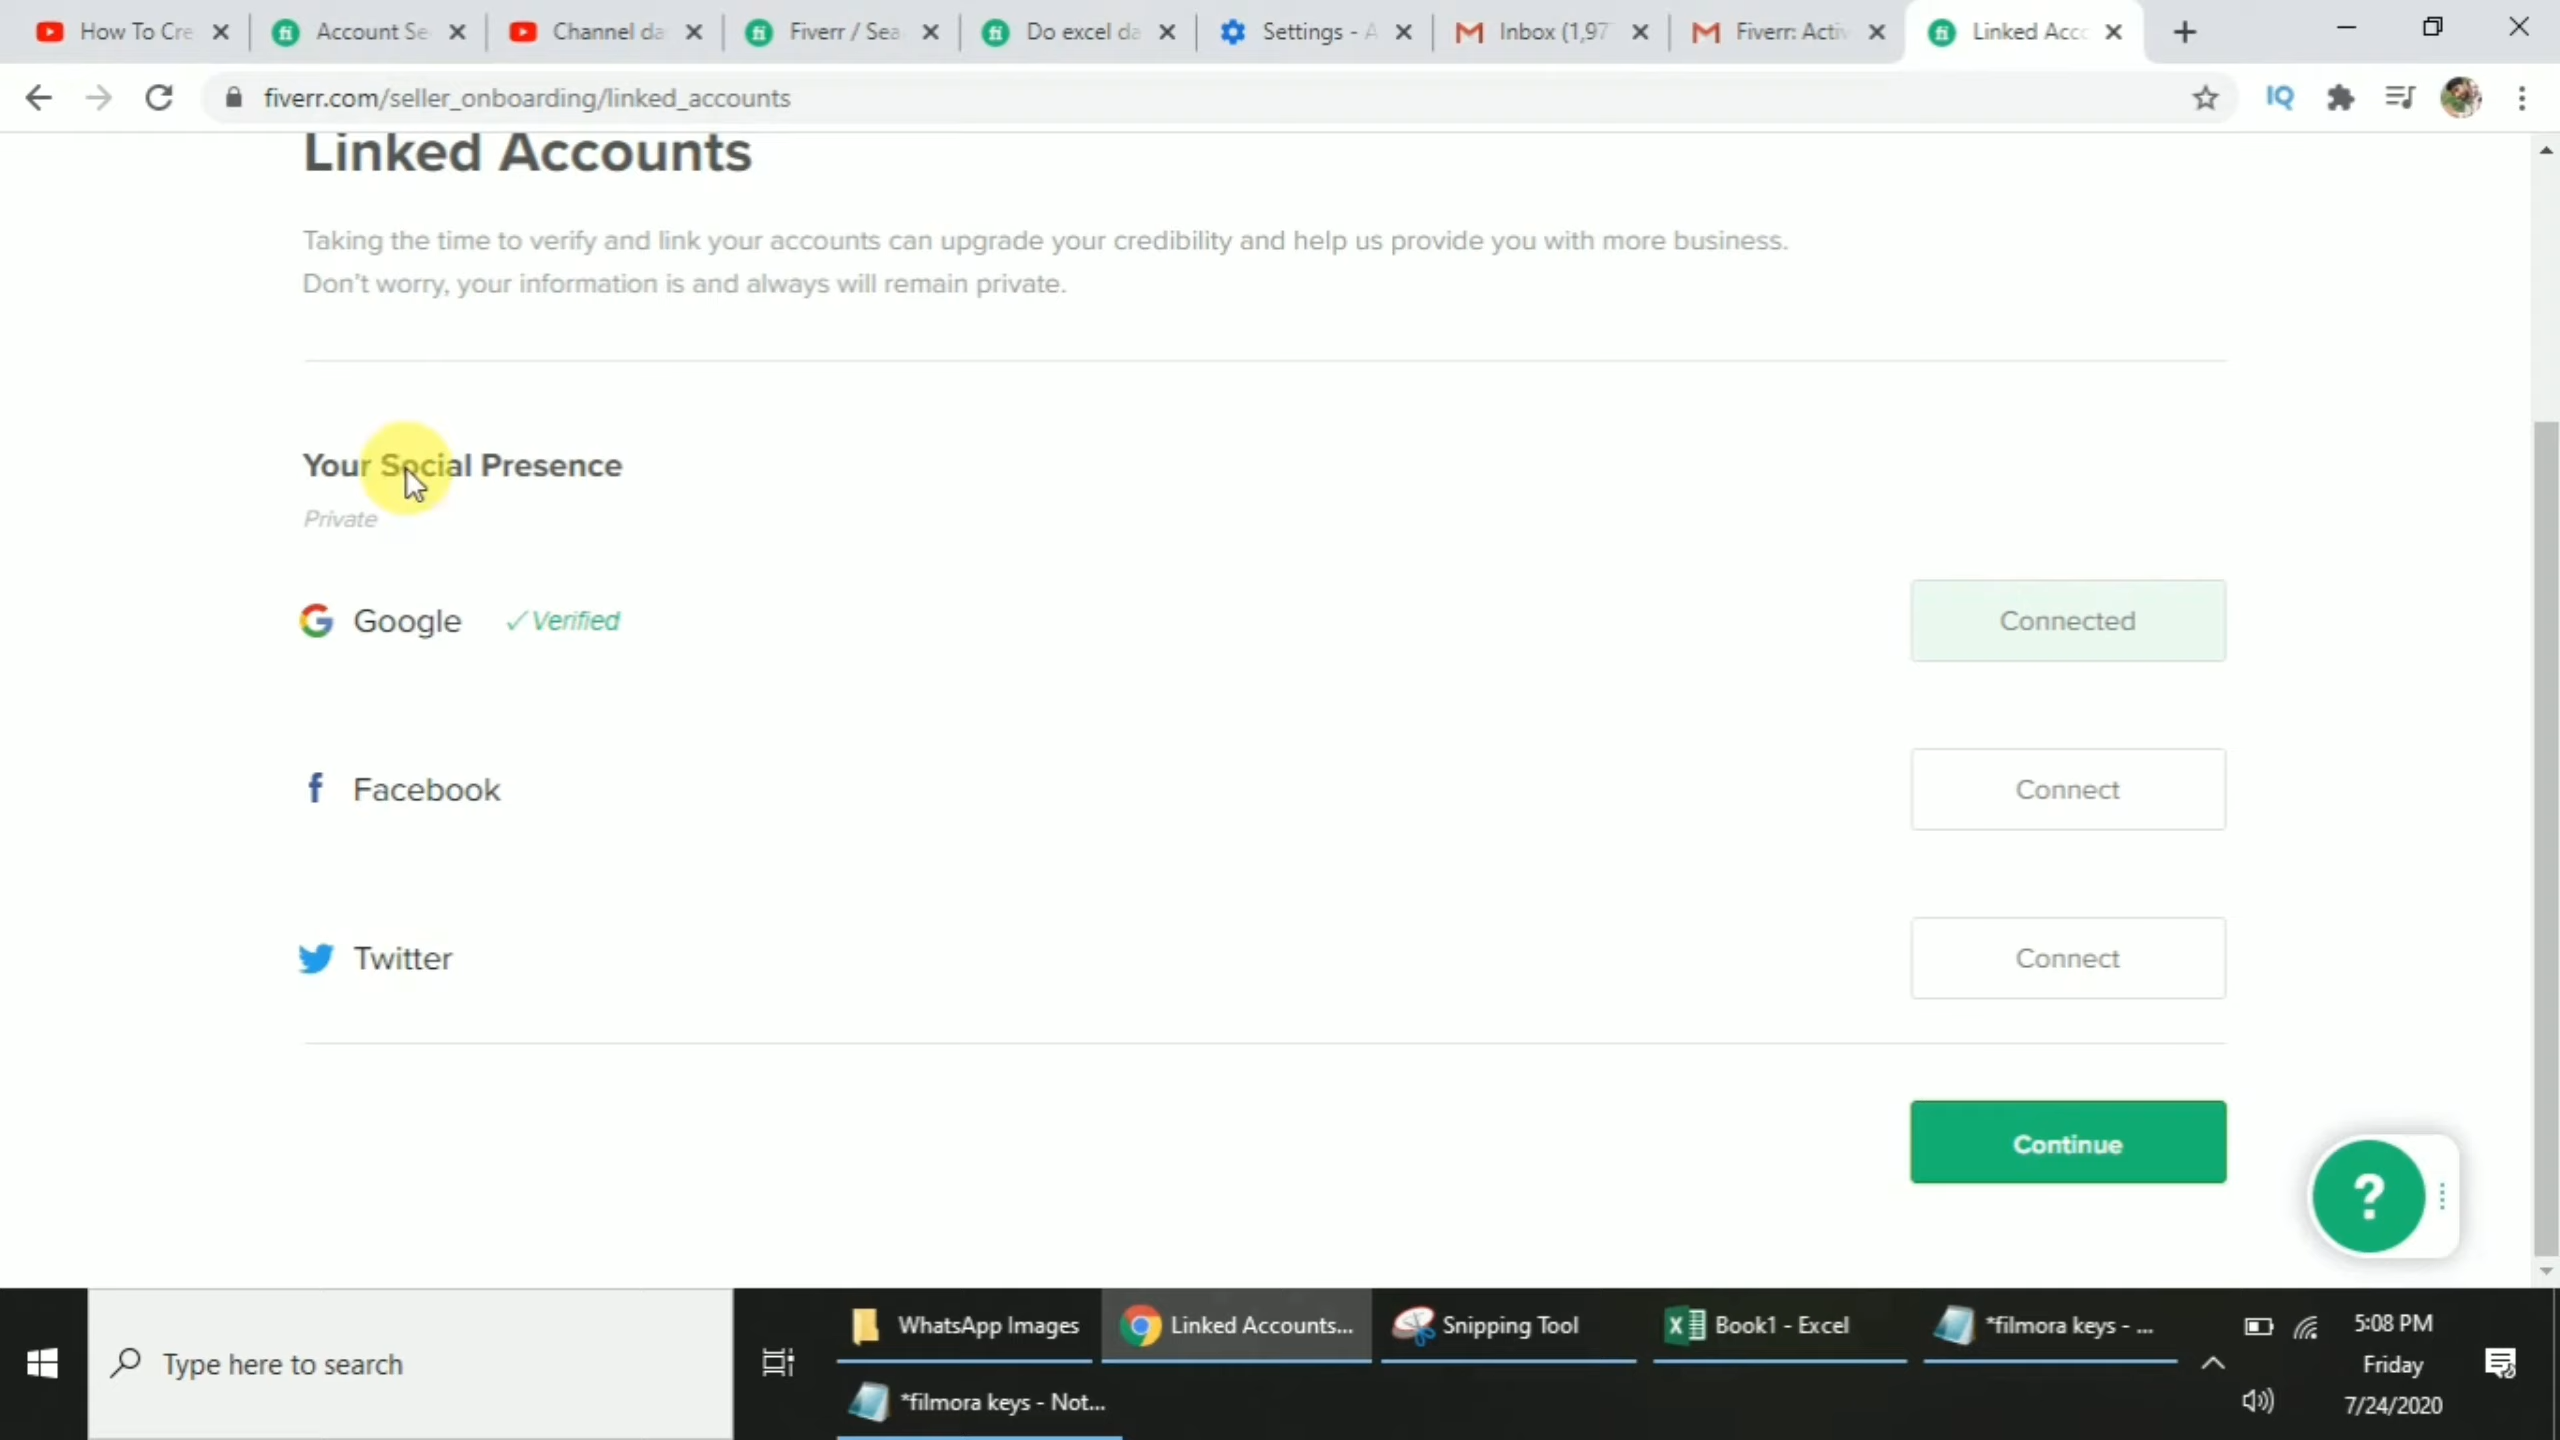 How To Cre
Account Se
Channel da
Fiverr / Sea
Do excel da
Settings - A
Inbox (1,97
Fiverr: Activ
Linked Acco
fiverr.com/seller_onboarding/linked_accounts
IQ
Linked Accounts
Taking the time to verify and link your accounts can upgrade your credibility and help us provide you with more business.
Don't worry, your information is and always will remain private.
Your Social Presence
Private
Google ✓Verified
Connected
Facebook
Connect
Twitter
Connect
Continue
?
Type here to search
WhatsApp Images
Linked Accounts...
Snipping Tool
Book1 - Excel
*filmora keys - ...
*filmora keys - Not...
5:08 PM
Friday
7/24/2020